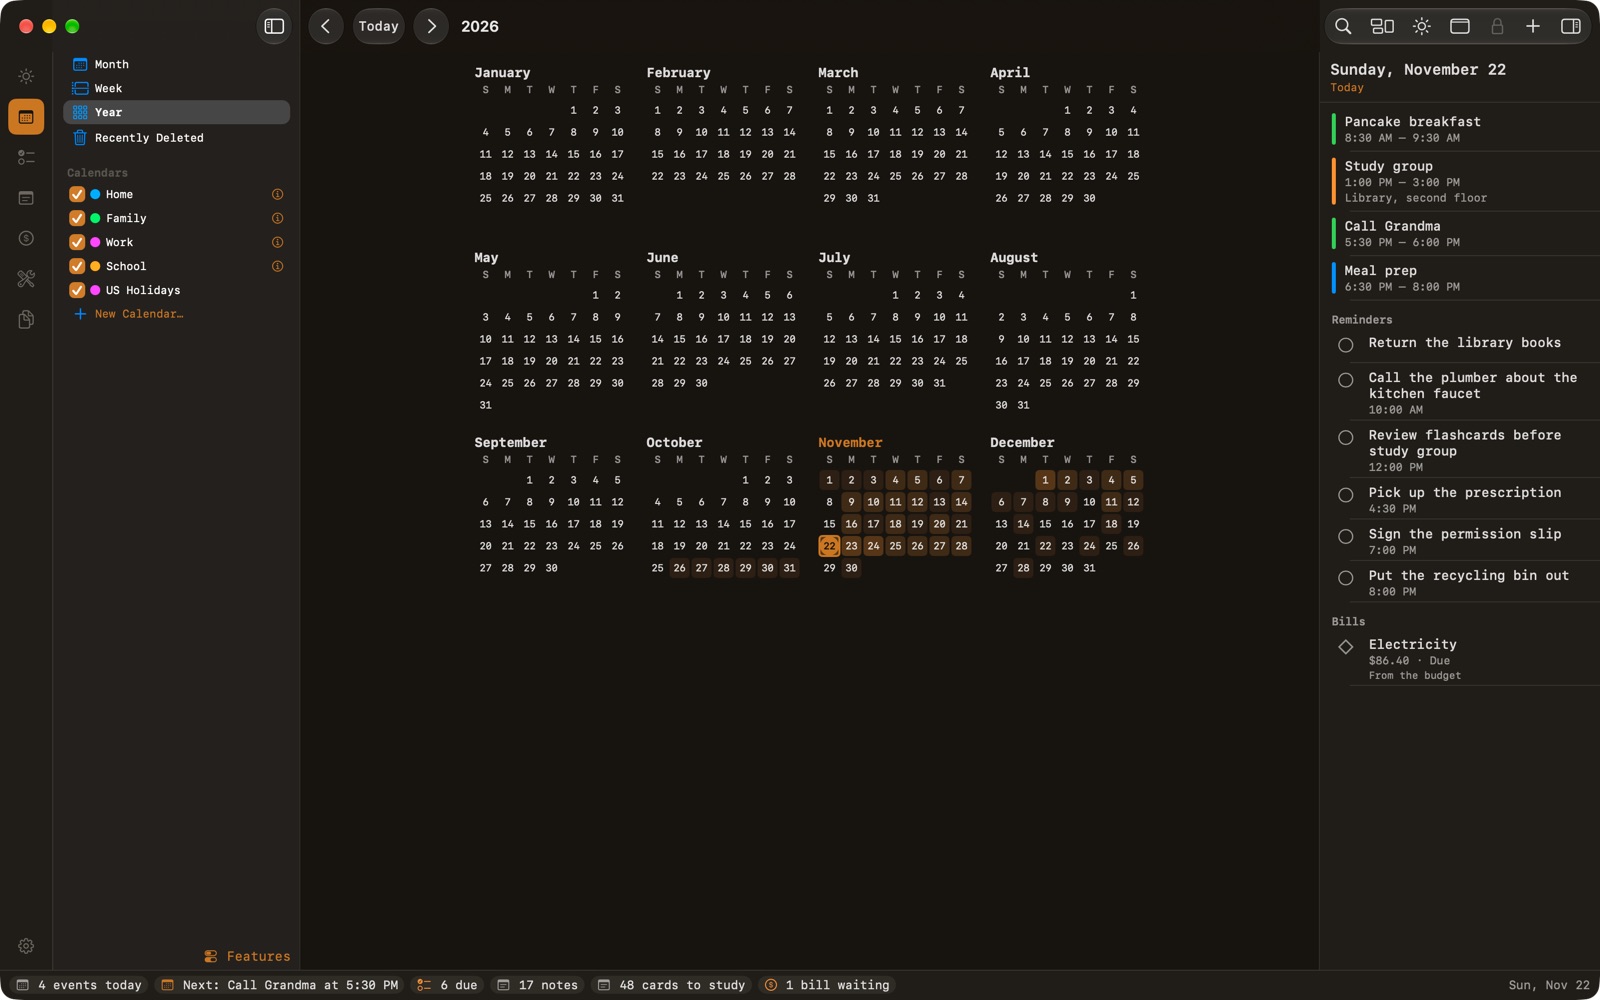 Today
2026
Month
Week
Year
Recently Deleted
Calendars
Home
Family
Work
School
US Holidays
New Calendar…
Features
January
S M T W T F S
1 2 3
4 5 6 7 8 9 10
11 12 13 14 15 16 17
18 19 20 21 22 23 24
25 26 27 28 29 30 31
February
S M T W T F S
1 2 3 4 5 6 7
8 9 10 11 12 13 14
15 16 17 18 19 20 21
22 23 24 25 26 27 28
March
S M T W T F S
1 2 3 4 5 6 7
8 9 10 11 12 13 14
15 16 17 18 19 20 21
22 23 24 25 26 27 28
29 30 31
April
S M T W T F S
1 2 3 4
5 6 7 8 9 10 11
12 13 14 15 16 17 18
19 20 21 22 23 24 25
26 27 28 29 30
May
S M T W T F S
1 2
3 4 5 6 7 8 9
10 11 12 13 14 15 16
17 18 19 20 21 22 23
24 25 26 27 28 29 30
31
June
S M T W T F S
1 2 3 4 5 6
7 8 9 10 11 12 13
14 15 16 17 18 19 20
21 22 23 24 25 26 27
28 29 30
July
S M T W T F S
1 2 3 4
5 6 7 8 9 10 11
12 13 14 15 16 17 18
19 20 21 22 23 24 25
26 27 28 29 30 31
August
S M T W T F S
1
2 3 4 5 6 7 8
9 10 11 12 13 14 15
16 17 18 19 20 21 22
23 24 25 26 27 28 29
30 31
September
S M T W T F S
1 2 3 4 5
6 7 8 9 10 11 12
13 14 15 16 17 18 19
20 21 22 23 24 25 26
27 28 29 30
October
S M T W T F S
1 2 3
4 5 6 7 8 9 10
11 12 13 14 15 16 17
18 19 20 21 22 23 24
25 26 27 28 29 30 31
November
S M T W T F S
1 2 3 4 5 6 7
8 9 10 11 12 13 14
15 16 17 18 19 20 21
22 23 24 25 26 27 28
29 30
December
S M T W T F S
1 2 3 4 5
6 7 8 9 10 11 12
13 14 15 16 17 18 19
20 21 22 23 24 25 26
27 28 29 30 31
Sunday, November 22
Today
Pancake breakfast
8:30 AM – 9:30 AM
Study group
1:00 PM – 3:00 PM
Library, second floor
Call Grandma
5:30 PM – 6:00 PM
Meal prep
6:30 PM – 8:00 PM
Reminders
Return the library books
Call the plumber about the
kitchen faucet
10:00 AM
Review flashcards before
study group
12:00 PM
Pick up the prescription
4:30 PM
Sign the permission slip
7:00 PM
Put the recycling bin out
8:00 PM
Bills
Electricity
$86.40 · Due
From the budget
4 events today
Next: Call Grandma at 5:30 PM
6 due
17 notes
48 cards to study
1 bill waiting
Sun, Nov 22